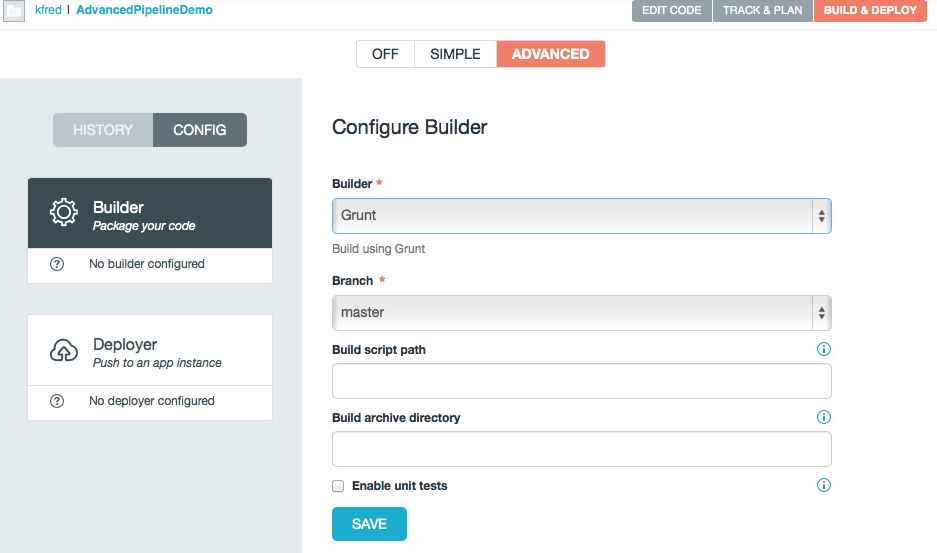 kfred | AdvancedPipelineDemo
EDIT CODE TRACK & PLAN BUILD & DEPLOY
OFF SIMPLE ADVANCED
HISTORY CONFIG
Builder
Package your code
No builder configured
Deployer
Push to an app instance
No deployer configured
Configure Builder
Builder *
Grunt
Build using Grunt
Branch *
master
Build script path
Build archive directory
Enable unit tests
SAVE